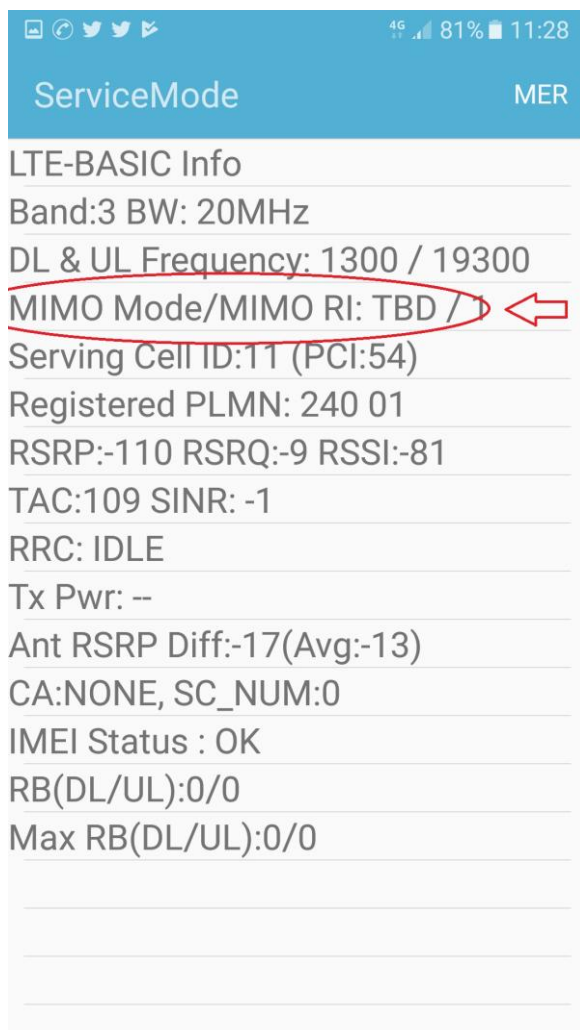 4G 81% 11:28
ServiceMode MER
LTE-BASIC Info
Band:3 BW: 20MHz
DL & UL Frequency: 1300 / 19300
MIMO Mode/MIMO RI: TBD / 1
Serving Cell ID:11 (PCI:54)
Registered PLMN: 240 01
RSRP:-110 RSRQ:-9 RSSI:-81
TAC:109 SINR: -1
RRC: IDLE
Tx Pwr: --
Ant RSRP Diff:-17(Avg:-13)
CA:NONE, SC_NUM:0
IMEI Status : OK
RB(DL/UL):0/0
Max RB(DL/UL):0/0